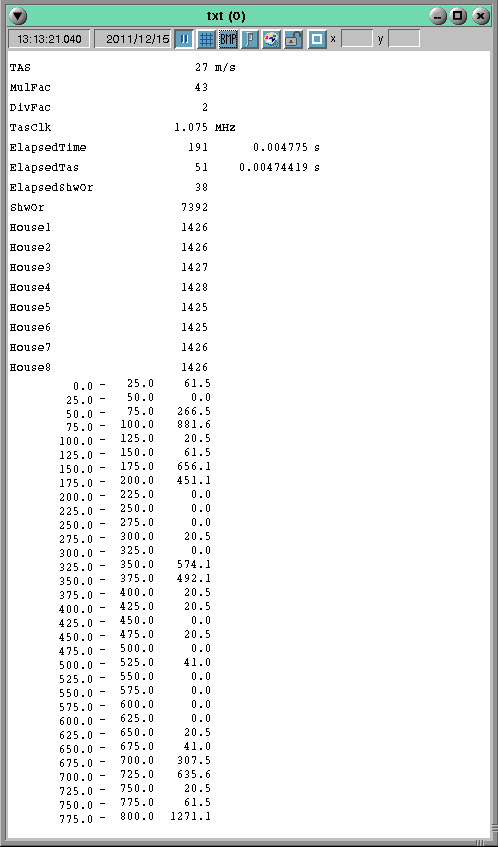 txt (0)
13:13:21.040 2011/12/15 BMP P x y
TAS 27 m/s
MulFac 43
DivFac 2
TasClk 1.075 MHz
ElapsedTime 191 0.004775 s
ElapsedTas 51 0.00474419 s
ElapsedShwOr 38
ShwOr 7392
House1 1426
House2 1426
House3 1427
House4 1428
House5 1425
House6 1425
House7 1426
House8 1426
0.0 - 25.0 61.5
25.0 - 50.0 0.0
50.0 - 75.0 266.5
75.0 - 100.0 881.6
100.0 - 125.0 20.5
125.0 - 150.0 61.5
150.0 - 175.0 656.1
175.0 - 200.0 451.1
200.0 - 225.0 0.0
225.0 - 250.0 0.0
250.0 - 275.0 0.0
275.0 - 300.0 20.5
300.0 - 325.0 0.0
325.0 - 350.0 574.1
350.0 - 375.0 492.1
375.0 - 400.0 20.5
400.0 - 425.0 20.5
425.0 - 450.0 0.0
450.0 - 475.0 20.5
475.0 - 500.0 0.0
500.0 - 525.0 41.0
525.0 - 550.0 0.0
550.0 - 575.0 0.0
575.0 - 600.0 0.0
600.0 - 625.0 0.0
625.0 - 650.0 20.5
650.0 - 675.0 41.0
675.0 - 700.0 307.5
700.0 - 725.0 635.6
725.0 - 750.0 20.5
750.0 - 775.0 61.5
775.0 - 800.0 1271.1